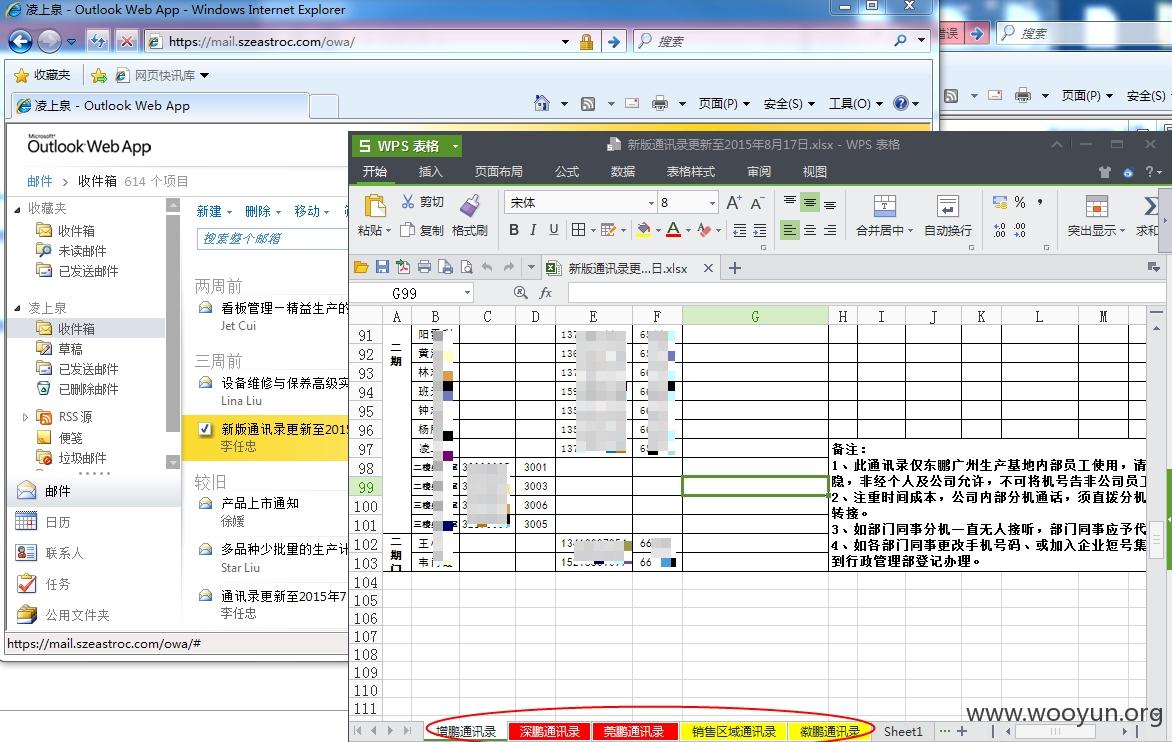 凌上泉 - Outlook Web App - Windows Internet Explorer
https://mail.szeastroc.com/owa/
搜索
错误
搜索
收藏夹
网页快讯库
凌上泉 - Outlook Web App
页面(P)
安全(S)
工具(O)
页面(P)
安全(S)
Microsoft
Outlook Web App
邮件 › 收件箱 614 个项目
收藏夹
收件箱
未读邮件
已发送邮件
凌上泉
收件箱
草稿
已发送邮件
已删除邮件
RSS 源
便笺
垃圾邮件
邮件
日历
联系人
任务
公用文件夹
https://mail.szeastroc.com/owa/#
新建
删除
移动
搜索整个邮箱
两周前
看板管理－精益生产的
Jet Cui
三周前
设备维修与保养高级实
Lina Liu
新版通讯录更新至201
李任忠
较旧
产品上市通知
徐媛
多品种少批量的生产计
Star Liu
通讯录更新至2015年7
李任忠
S WPS 表格
新版通讯录更新至2015年8月17日.xlsx - WPS 表格
开始 插入 页面布局 公式 数据 表格样式 审阅 视图
粘贴
剪切
复制
格式刷
宋体
8
B I U
合并居中
自动换行
突出显示
求和
新版通讯录更...日.xlsx
G99
fx
A B C D E F G H I J K L M
91 137 6
92 黄 136 6
93 林 137 6
94 班 159 6
95 钟 135 6
96 杨 135 6
97 凌 137 6
二期
98 二楼 3001
99 二楼 3003
100 三楼 3006
101 三楼 3005
102 王 66
103 韦 66
二期门
104
105
106
107
108
109
110
111
备注：
1、此通讯录仅东鹏广州生产基地内部员工使用，请
隐，非经个人及公司允许，不可将机号告非公司员工
2、注重时间成本，公司内部分机通话，须直拨分机
转接。
3、如部门同事分机一直无人接听，部门同事应予代
4、如各部门同事更改手机号码、或加入企业短号集
到行政管理部登记办理。
增鹏通讯录
深鹏通讯录
莞鹏通讯录
销售区域通讯录
徽鹏通讯录
Sheet1
www.wooyun.org